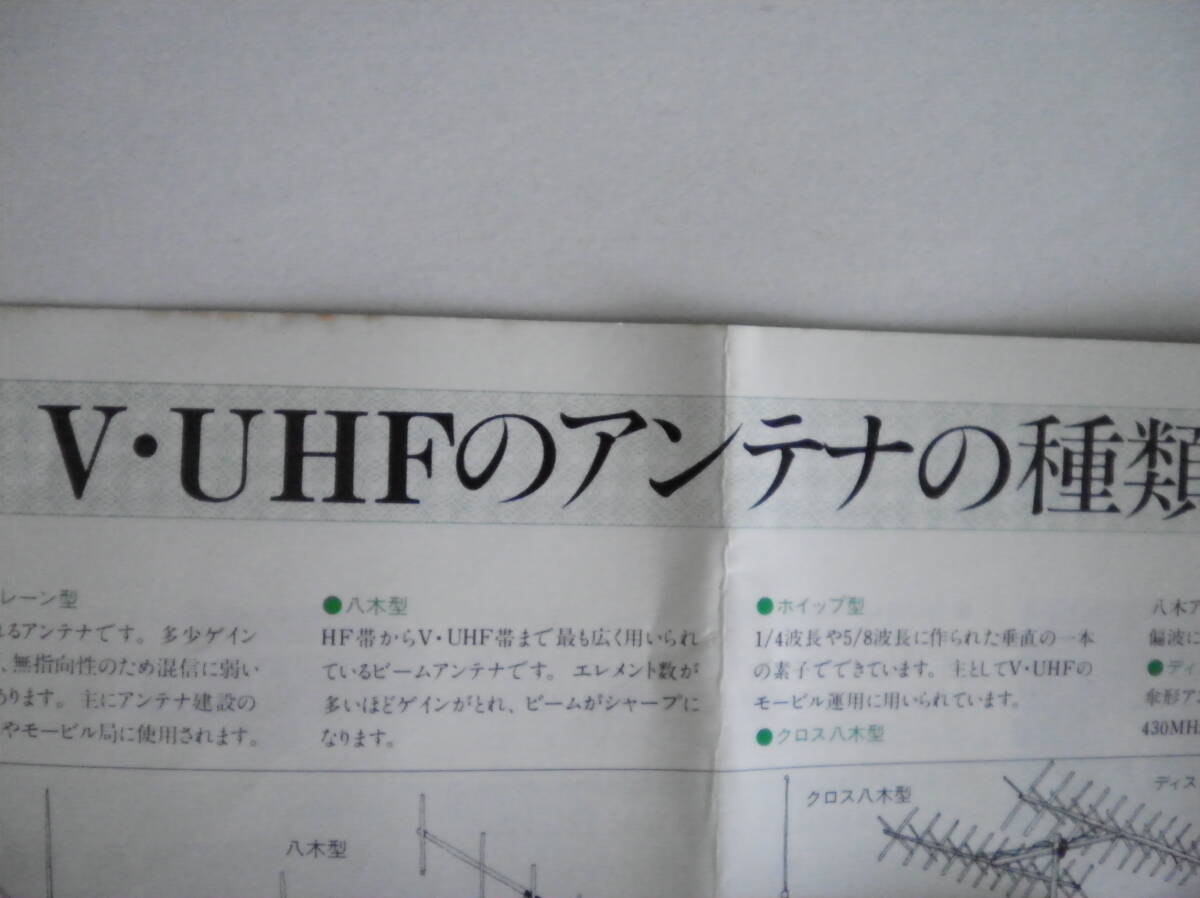 V・UHFのアンテナの種類
レーン型
れるアンテナです。多少ゲイン
、無指向性のため混信に弱い
あります。主にアンテナ建設の
やモービル局に使用されます。
●八木型
HF帯からV・UHF帯まで最も広く用いられ
ているビームアンテナです。エレメント数が
多いほどゲインがとれ、ビームがシャープに
なります。
●ホイップ型
1/4波長や5/8波長に作られた垂直の一本
の素子でできています。主としてV・UHFの
モービル運用に用いられています。
●クロス八木型
八木ア
偏波に
●ディ
傘形ア
430MH
八木型
クロス八木型
ディス